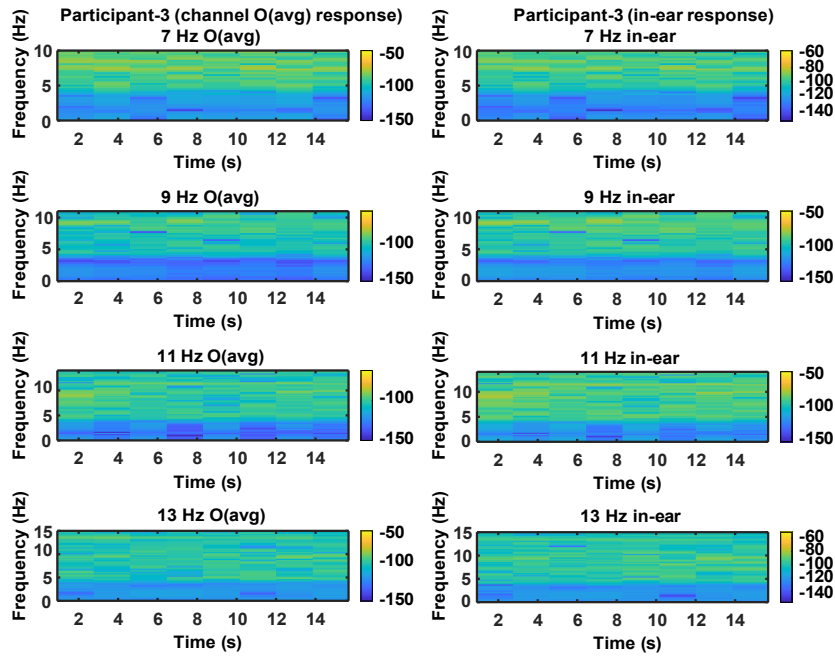 Participant-3 (channel O(avg) response)
7 Hz O(avg)
Frequency (Hz)
10
5
0
2 4 6 8 10 12 14
Time (s)
-50
-100
-150
Participant-3 (in-ear response)
7 Hz in-ear
Frequency (Hz)
10
5
0
2 4 6 8 10 12 14
Time (s)
-60
-80
-100
-120
-140
9 Hz O(avg)
Frequency (Hz)
10
5
0
2 4 6 8 10 12 14
Time (s)
-100
-150
9 Hz in-ear
Frequency (Hz)
10
5
0
2 4 6 8 10 12 14
Time (s)
-50
-100
-150
11 Hz O(avg)
Frequency (Hz)
10
5
0
2 4 6 8 10 12 14
Time (s)
-100
-150
11 Hz in-ear
Frequency (Hz)
10
5
0
2 4 6 8 10 12 14
Time (s)
-50
-100
-150
13 Hz O(avg)
Frequency (Hz)
15
10
5
0
2 4 6 8 10 12 14
Time (s)
-50
-100
-150
13 Hz in-ear
Frequency (Hz)
15
10
5
0
2 4 6 8 10 12 14
Time (s)
-60
-80
-100
-120
-140